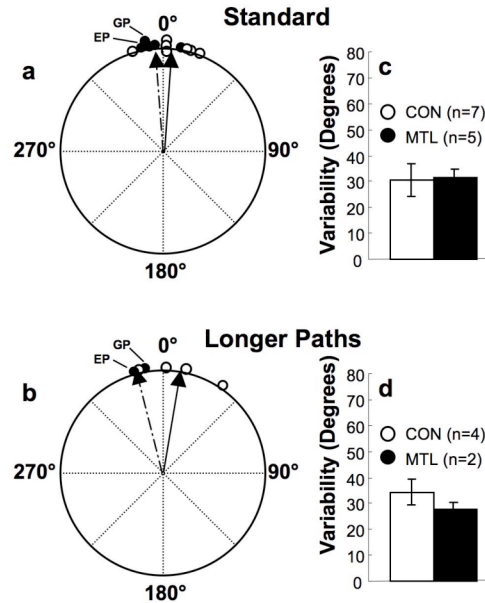 Standard
a
GP
EP
0°
90°
180°
270°
c
Variability (Degrees)
80
70
60
50
40
30
20
10
0
CON (n=7)
MTL (n=5)
Longer Paths
b
GP
EP
0°
90°
180°
270°
d
Variability (Degrees)
80
70
60
50
40
30
20
10
0
CON (n=4)
MTL (n=2)